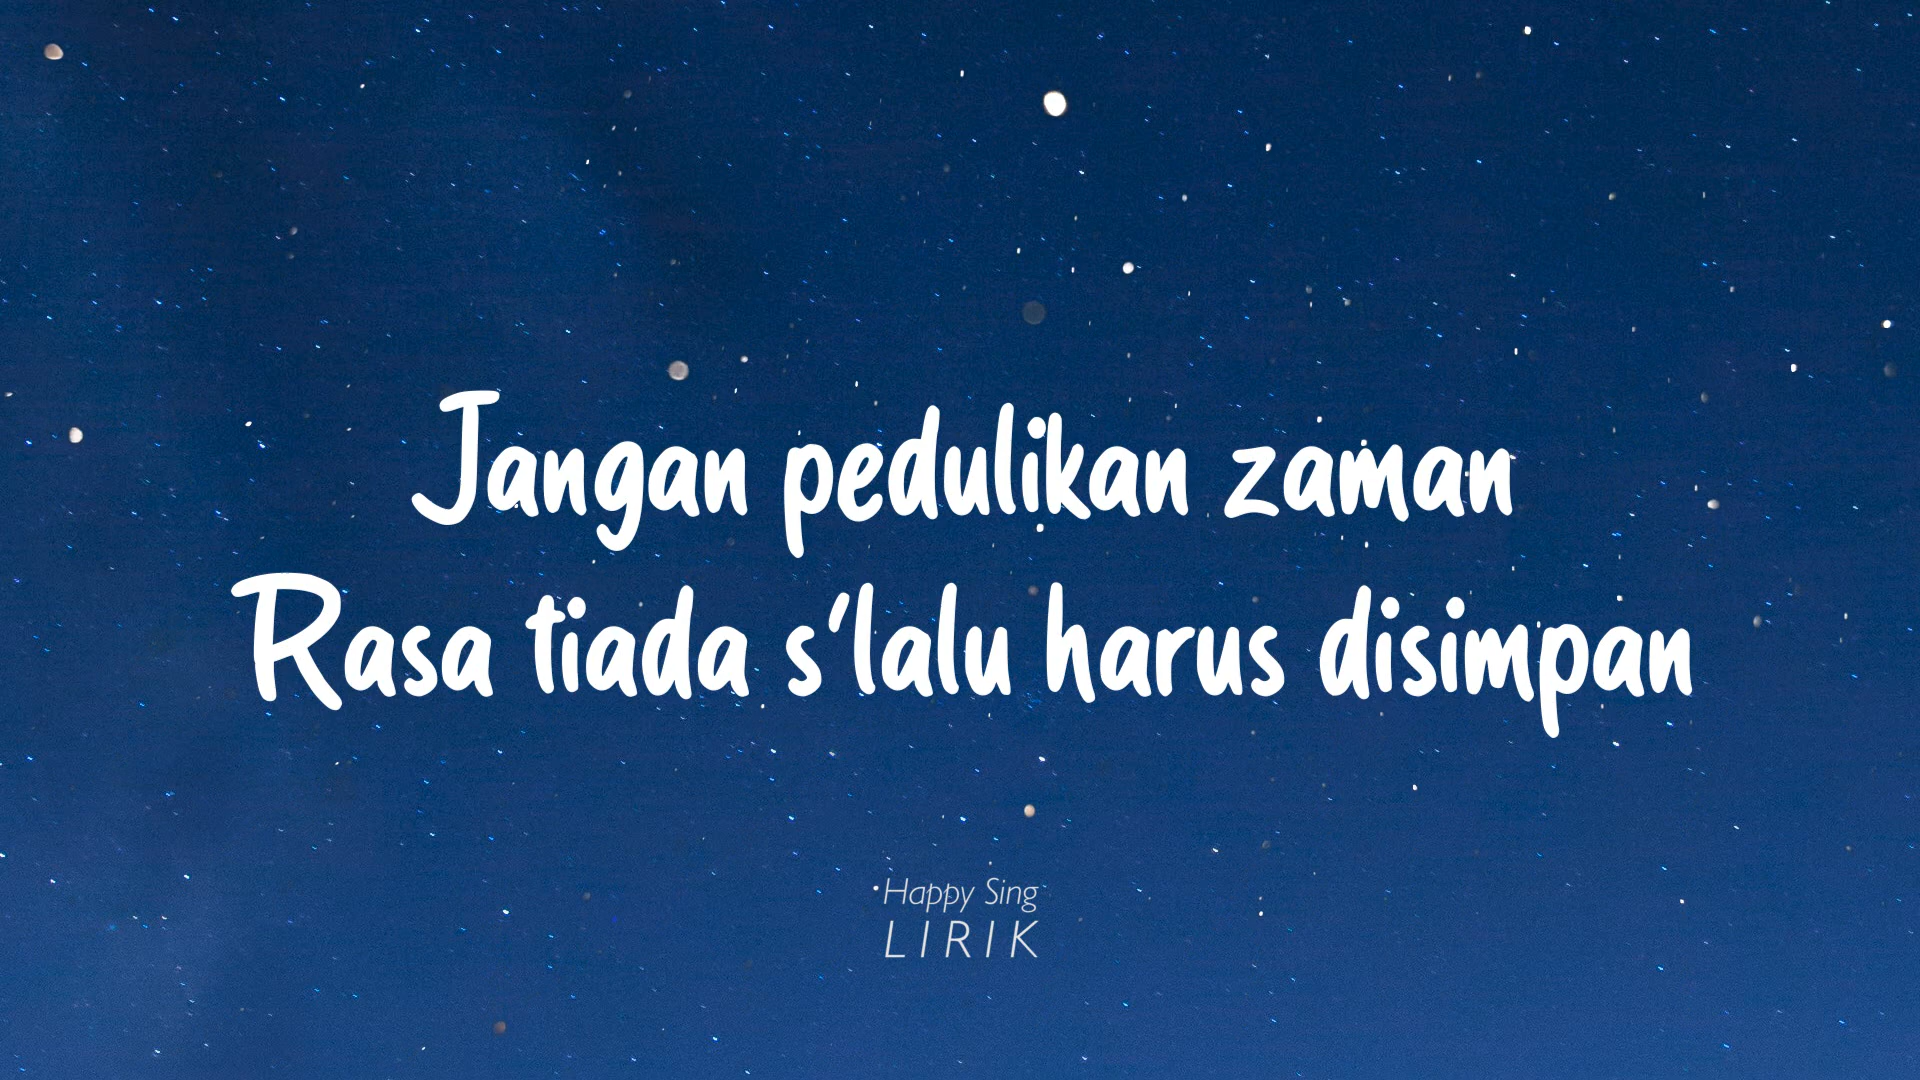 Jangan pedulikan zaman
Rasa tiada s'lalu harus disimpan
Happy Sing
LIRIK